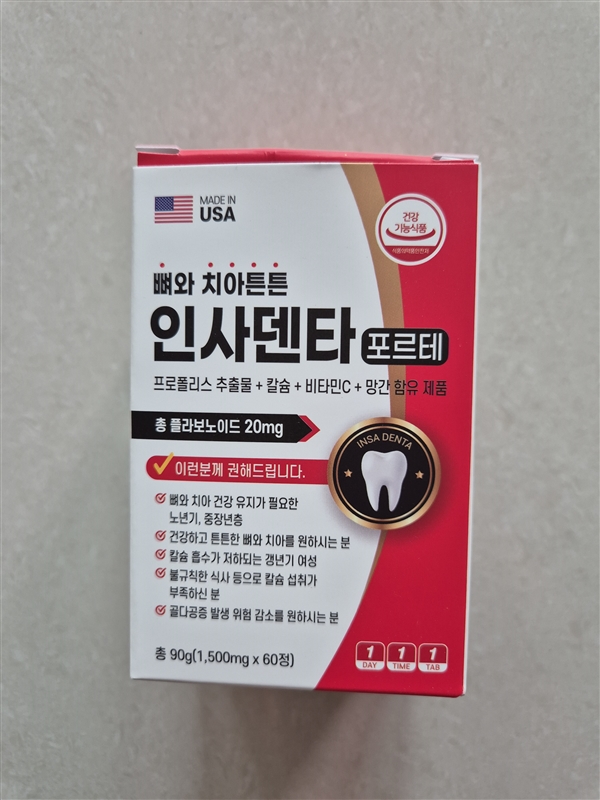 MADE IN
USA
건강
기능식품
식품의약품안전처
뼈와 치아튼튼
인사덴타 포르테
프로폴리스 추출물 + 칼슘 + 비타민C + 망간 함유 제품
총 플라보노이드 20mg
INSA DENTA
이런분께 권해드립니다.
뼈와 치아 건강 유지가 필요한
노년기, 중장년층
건강하고 튼튼한 뼈와 치아를 원하시는 분
칼슘 흡수가 저하되는 갱년기 여성
불규칙한 식사 등으로 칼슘 섭취가
부족하신 분
골다공증 발생 위험 감소를 원하시는 분
총 90g(1,500mg x 60정)
1 DAY
1 TIME
1 TAB